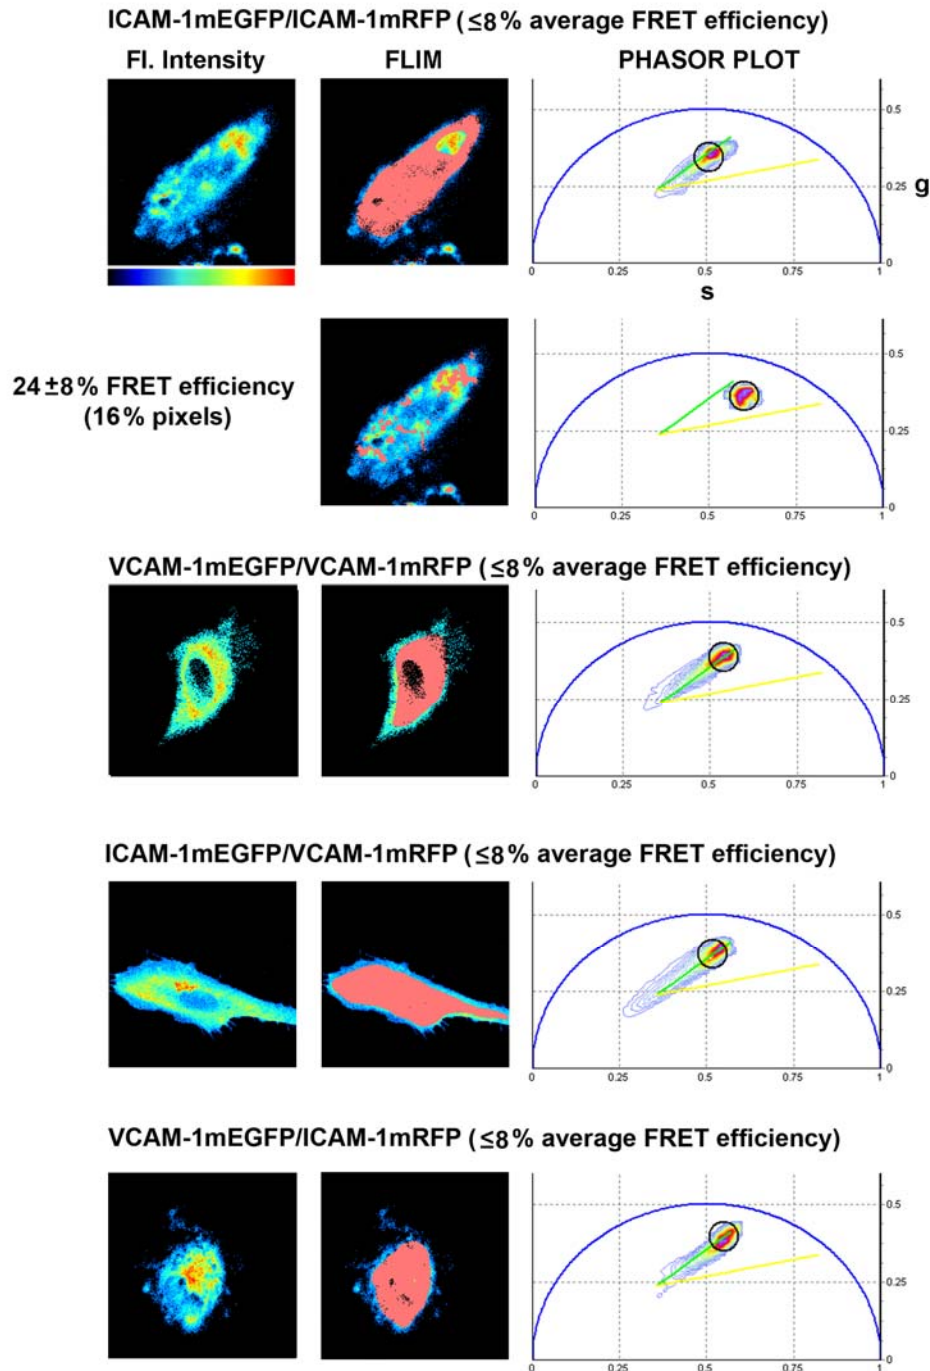 ICAM-1mEGFP/ICAM-1mRFP (≤8% average FRET efficiency)
Fl. Intensity FLIM PHASOR PLOT
0.5
0.25
g
0
0 0.25 0.5 0.75 1
s
24±8% FRET efficiency
(16% pixels)
0.5
0.25
0
0 0.25 0.5 0.75 1
VCAM-1mEGFP/VCAM-1mRFP (≤8% average FRET efficiency)
0.5
0.25
0
0 0.25 0.5 0.75 1
ICAM-1mEGFP/VCAM-1mRFP (≤8% average FRET efficiency)
0.5
0.25
0
0 0.25 0.5 0.75 1
VCAM-1mEGFP/ICAM-1mRFP (≤8% average FRET efficiency)
0.5
0.25
0
0 0.25 0.5 0.75 1